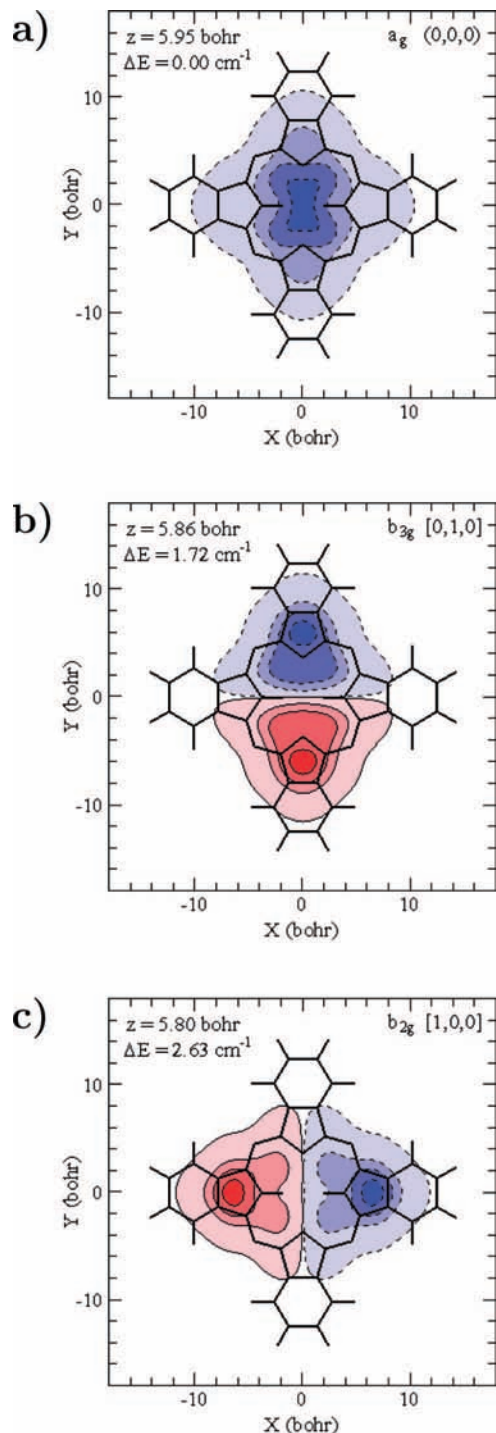 a)
z = 5.95 bohr
a_g (0,0,0)
ΔE = 0.00 cm⁻¹
10
0
-10
Y (bohr)
-10 0 10
X (bohr)
b)
z = 5.86 bohr
b_3g [0,1,0]
ΔE = 1.72 cm⁻¹
10
0
-10
Y (bohr)
-10 0 10
X (bohr)
c)
z = 5.80 bohr
b_2g [1,0,0]
ΔE = 2.63 cm⁻¹
10
0
-10
Y (bohr)
-10 0 10
X (bohr)